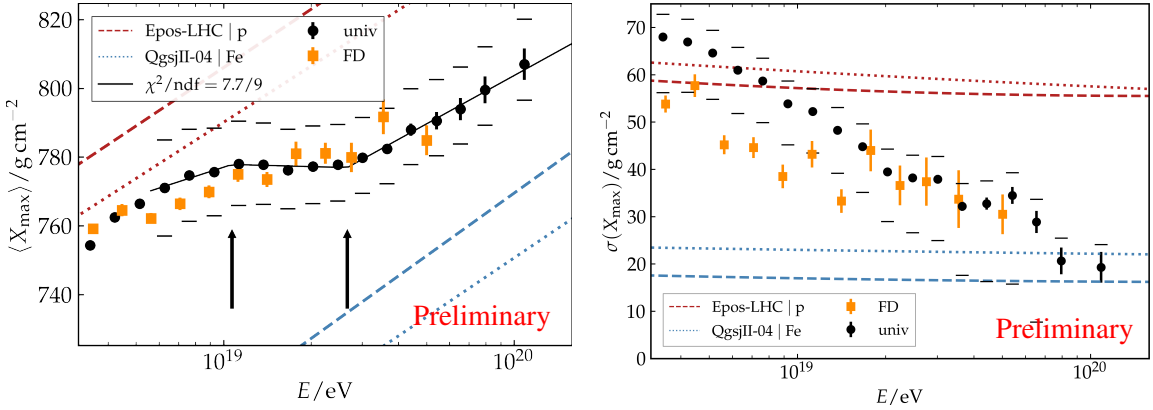 820
800
780
760
740
⟨X_max⟩/g cm⁻²
Epos-LHC | p
QgsjII-04 | Fe
χ²/ndf = 7.7/9
univ
FD
Preliminary
10¹⁹
10²⁰
E/eV
80
70
60
50
40
30
20
10
0
σ(X_max)/g cm⁻²
Epos-LHC | p
QgsjII-04 | Fe
FD
univ
Preliminary
10¹⁹
10²⁰
E/eV